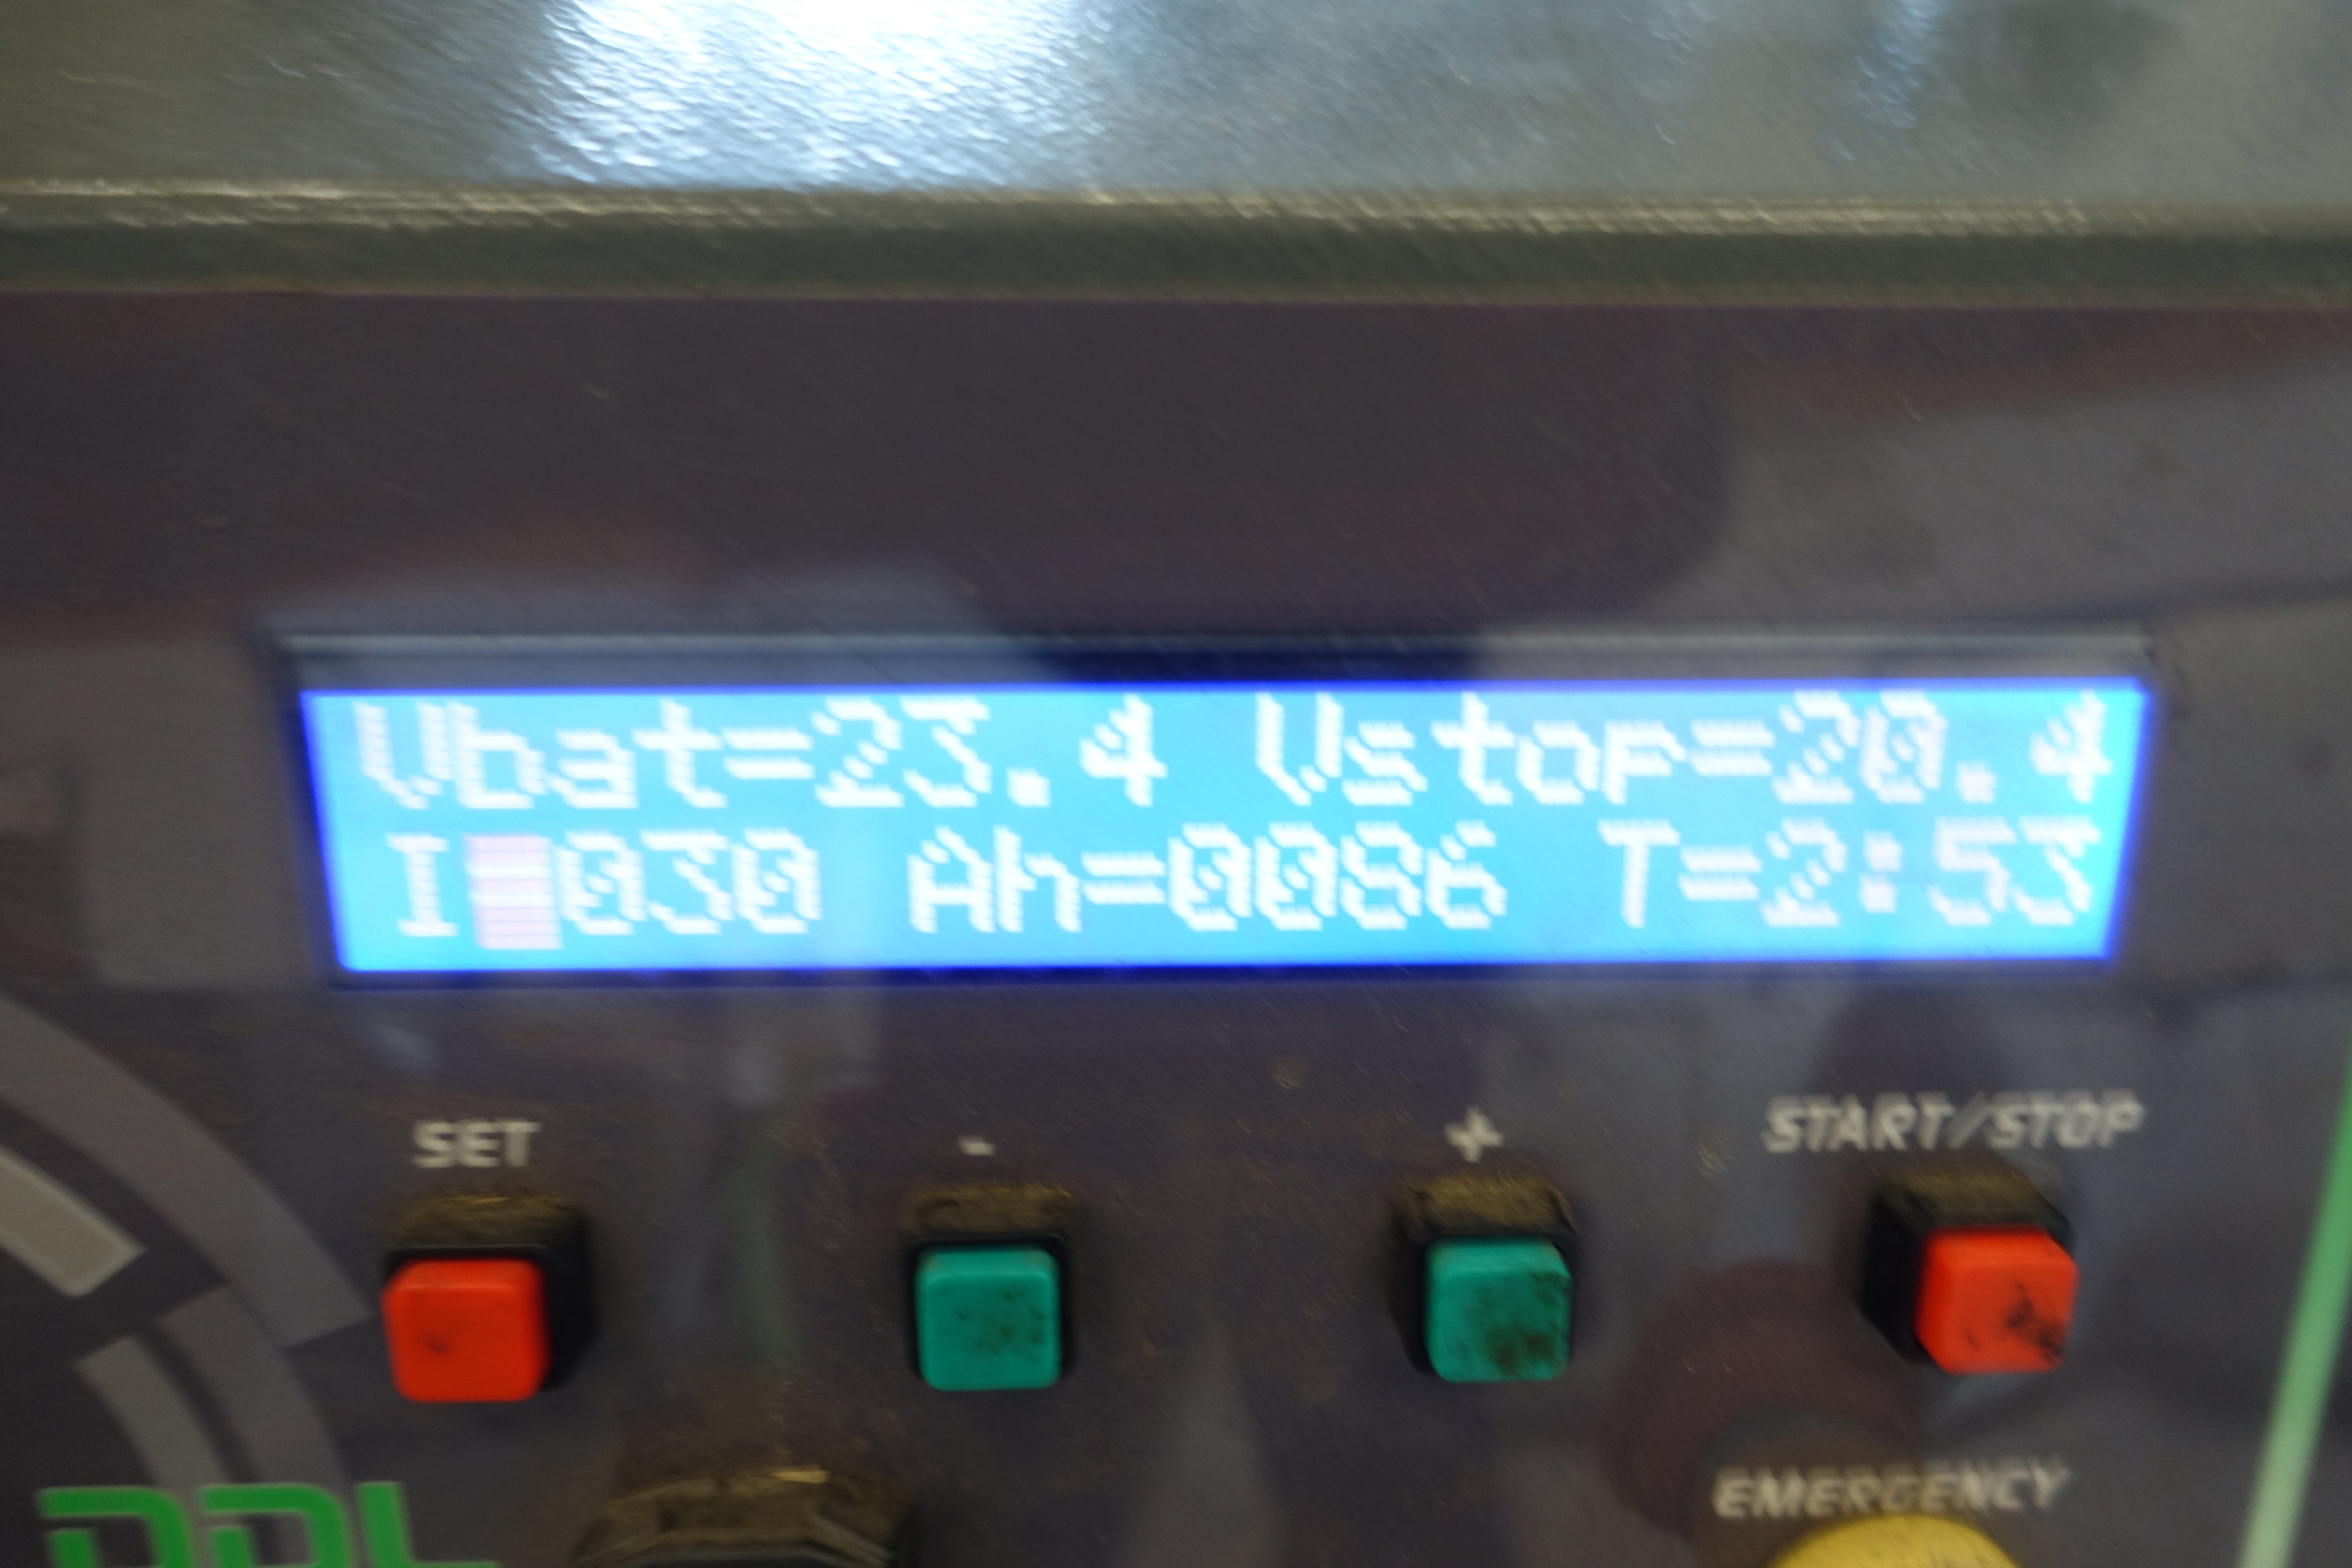 Vbat=23.4 Vstop=20.4
I 030 Ah=0086 T=2:53
SET - + START/STOP
EMERGENCY